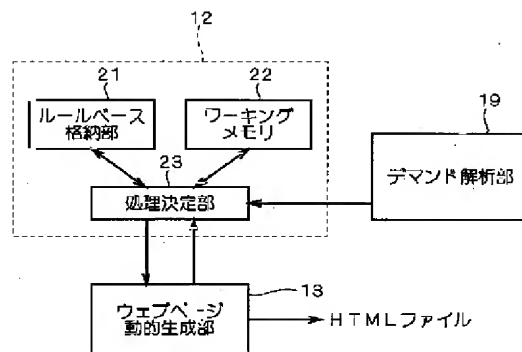 12
21
22
ルールベース
格納部
ワーキング
メモリ
19
デマンド解析部
23
処理決定部
13
ウェブページ
動的生成部
HTMLファイル